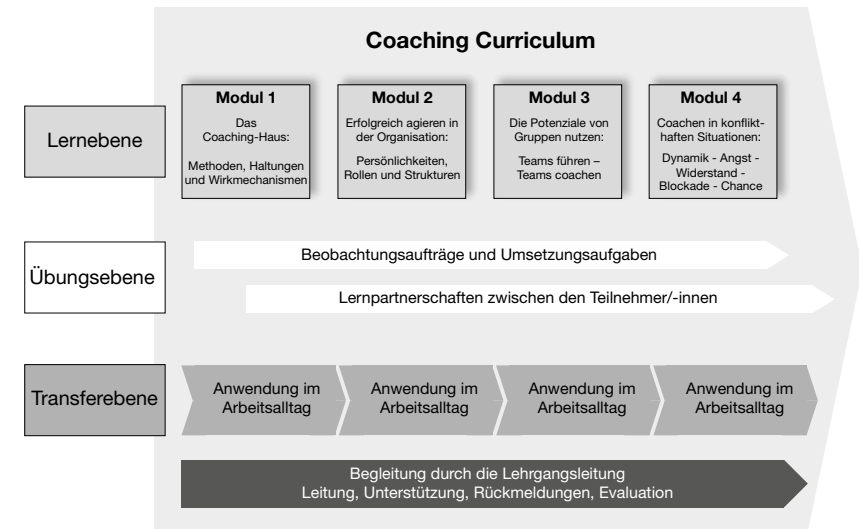 Coaching Curriculum
Lernebene
Modul 1
Das
Coaching-Haus:
Methoden, Haltungen
und Wirkmechanismen
Modul 2
Erfolgreich agieren in
der Organisation:
Persönlichkeiten,
Rollen und Strukturen
Modul 3
Die Potenziale von
Gruppen nutzen:
Teams führen –
Teams coachen
Modul 4
Coachen in konflikt-
haften Situationen:
Dynamik - Angst -
Widerstand -
Blockade - Chance
Übungsebene
Beobachtungsaufträge und Umsetzungsaufgaben
Lernpartnerschaften zwischen den Teilnehmer/-innen
Transferebene
Anwendung im
Arbeitsalltag
Anwendung im
Arbeitsalltag
Anwendung im
Arbeitsalltag
Anwendung im
Arbeitsalltag
Begleitung durch die Lehrgangsleitung
Leitung, Unterstützung, Rückmeldungen, Evaluation